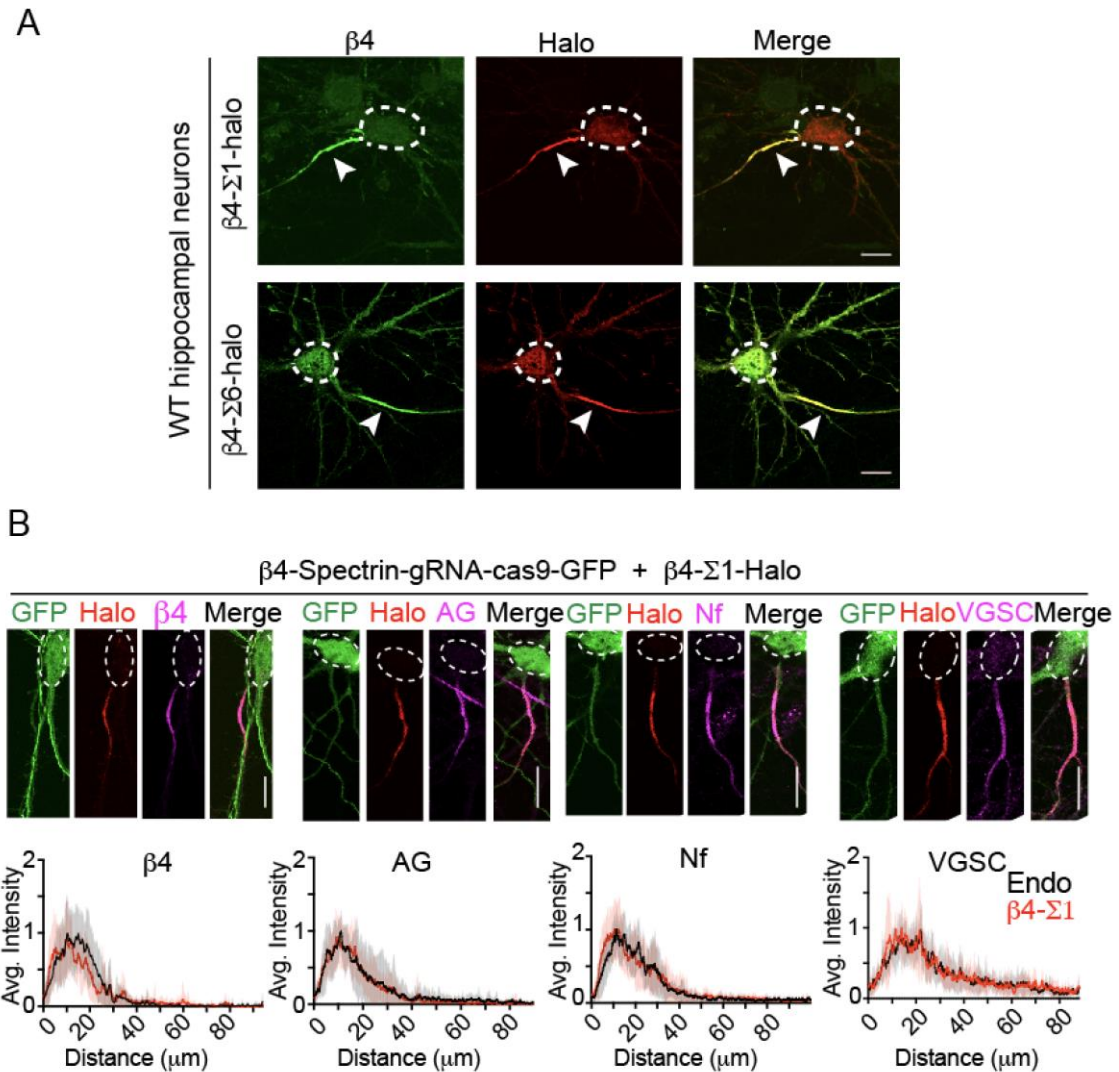 A
β4 Halo Merge
WT hippocampal neurons
β4-Σ1-halo
β4-Σ6-halo
B
β4-Spectrin-gRNA-cas9-GFP + β4-Σ1-Halo
GFP Halo β4 Merge GFP Halo AG Merge GFP Halo Nf Merge GFP Halo VGSC Merge
β4 AG Nf VGSC
Endo
β4-Σ1
Avg. Intensity 2 1 0
0 20 40 60 80
Distance (μm)
Avg. Intensity 2 1 0
0 20 40 60 80
Distance (μm)
Avg. Intensity 2 1 0
0 20 40 60 80
Distance (μm)
Avg. Intensity 2 1 0
0 20 40 60 80
Distance (μm)